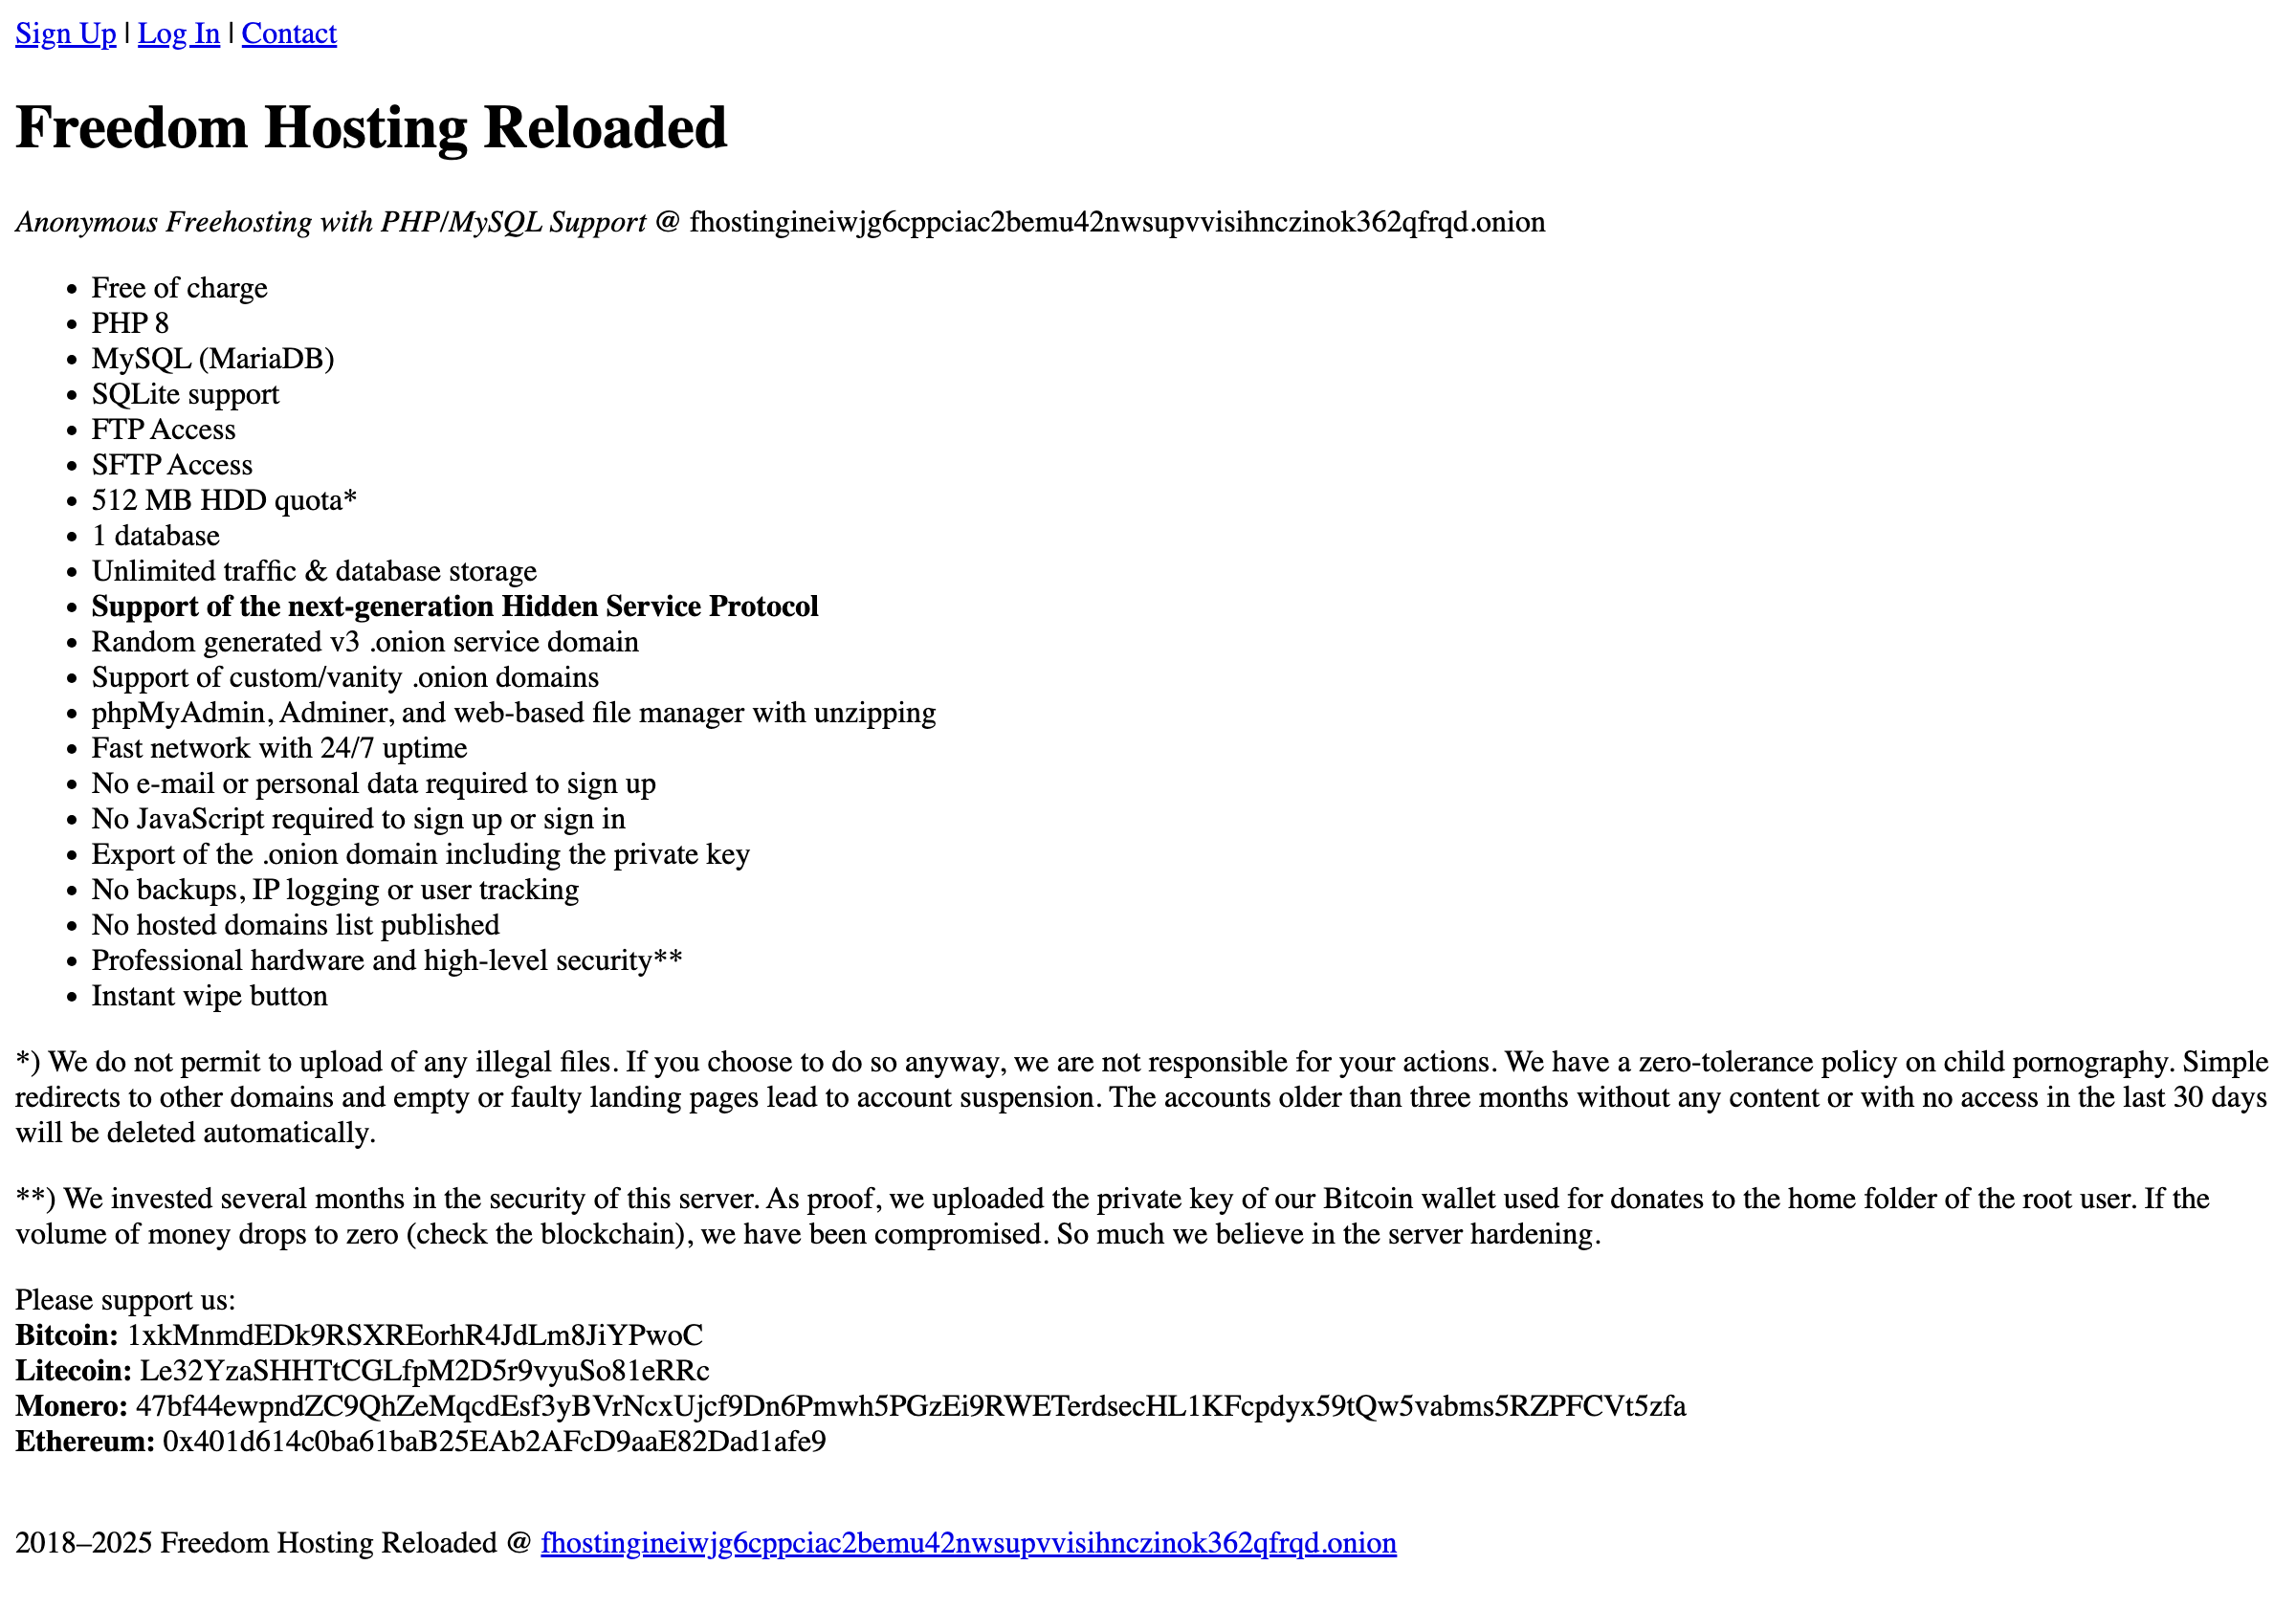 Sign Up | Log In | Contact
Freedom Hosting Reloaded
Anonymous Freehosting with PHP/MySQL Support @ fhostingineiwjg6cppciac2bemu42nwsupvvisihnczinok362qfrqd.onion
• Free of charge
• PHP 8
• MySQL (MariaDB)
• SQLite support
• FTP Access
• SFTP Access
• 512 MB HDD quota*
• 1 database
• Unlimited traffic & database storage
• Support of the next-generation Hidden Service Protocol
• Random generated v3 .onion service domain
• Support of custom/vanity .onion domains
• phpMyAdmin, Adminer, and web-based file manager with unzipping
• Fast network with 24/7 uptime
• No e-mail or personal data required to sign up
• No JavaScript required to sign up or sign in
• Export of the .onion domain including the private key
• No backups, IP logging or user tracking
• No hosted domains list published
• Professional hardware and high-level security**
• Instant wipe button
*) We do not permit to upload of any illegal files. If you choose to do so anyway, we are not responsible for your actions. We have a zero-tolerance policy on child pornography. Simple
redirects to other domains and empty or faulty landing pages lead to account suspension. The accounts older than three months without any content or with no access in the last 30 days
will be deleted automatically.
**) We invested several months in the security of this server. As proof, we uploaded the private key of our Bitcoin wallet used for donates to the home folder of the root user. If the
volume of money drops to zero (check the blockchain), we have been compromised. So much we believe in the server hardening.
Please support us:
Bitcoin: 1xkMnmdEDk9RSXREorhR4JdLm8JiYPwoC
Litecoin: Le32YzaSHHTtCGLfpM2D5r9vyuSo81eRRc
Monero: 47bf44ewpndZC9QhZeMqcdEsf3yBVrNcxUjcf9Dn6Pmwh5PGzEi9RWETerdsecHL1KFcpdyx59tQw5vabms5RZPFCVt5zfa
Ethereum: 0x401d614c0ba61baB25EAb2AFcD9aaE82Dad1afe9
2018–2025 Freedom Hosting Reloaded @ fhostingineiwjg6cppciac2bemu42nwsupvvisihnczinok362qfrqd.onion